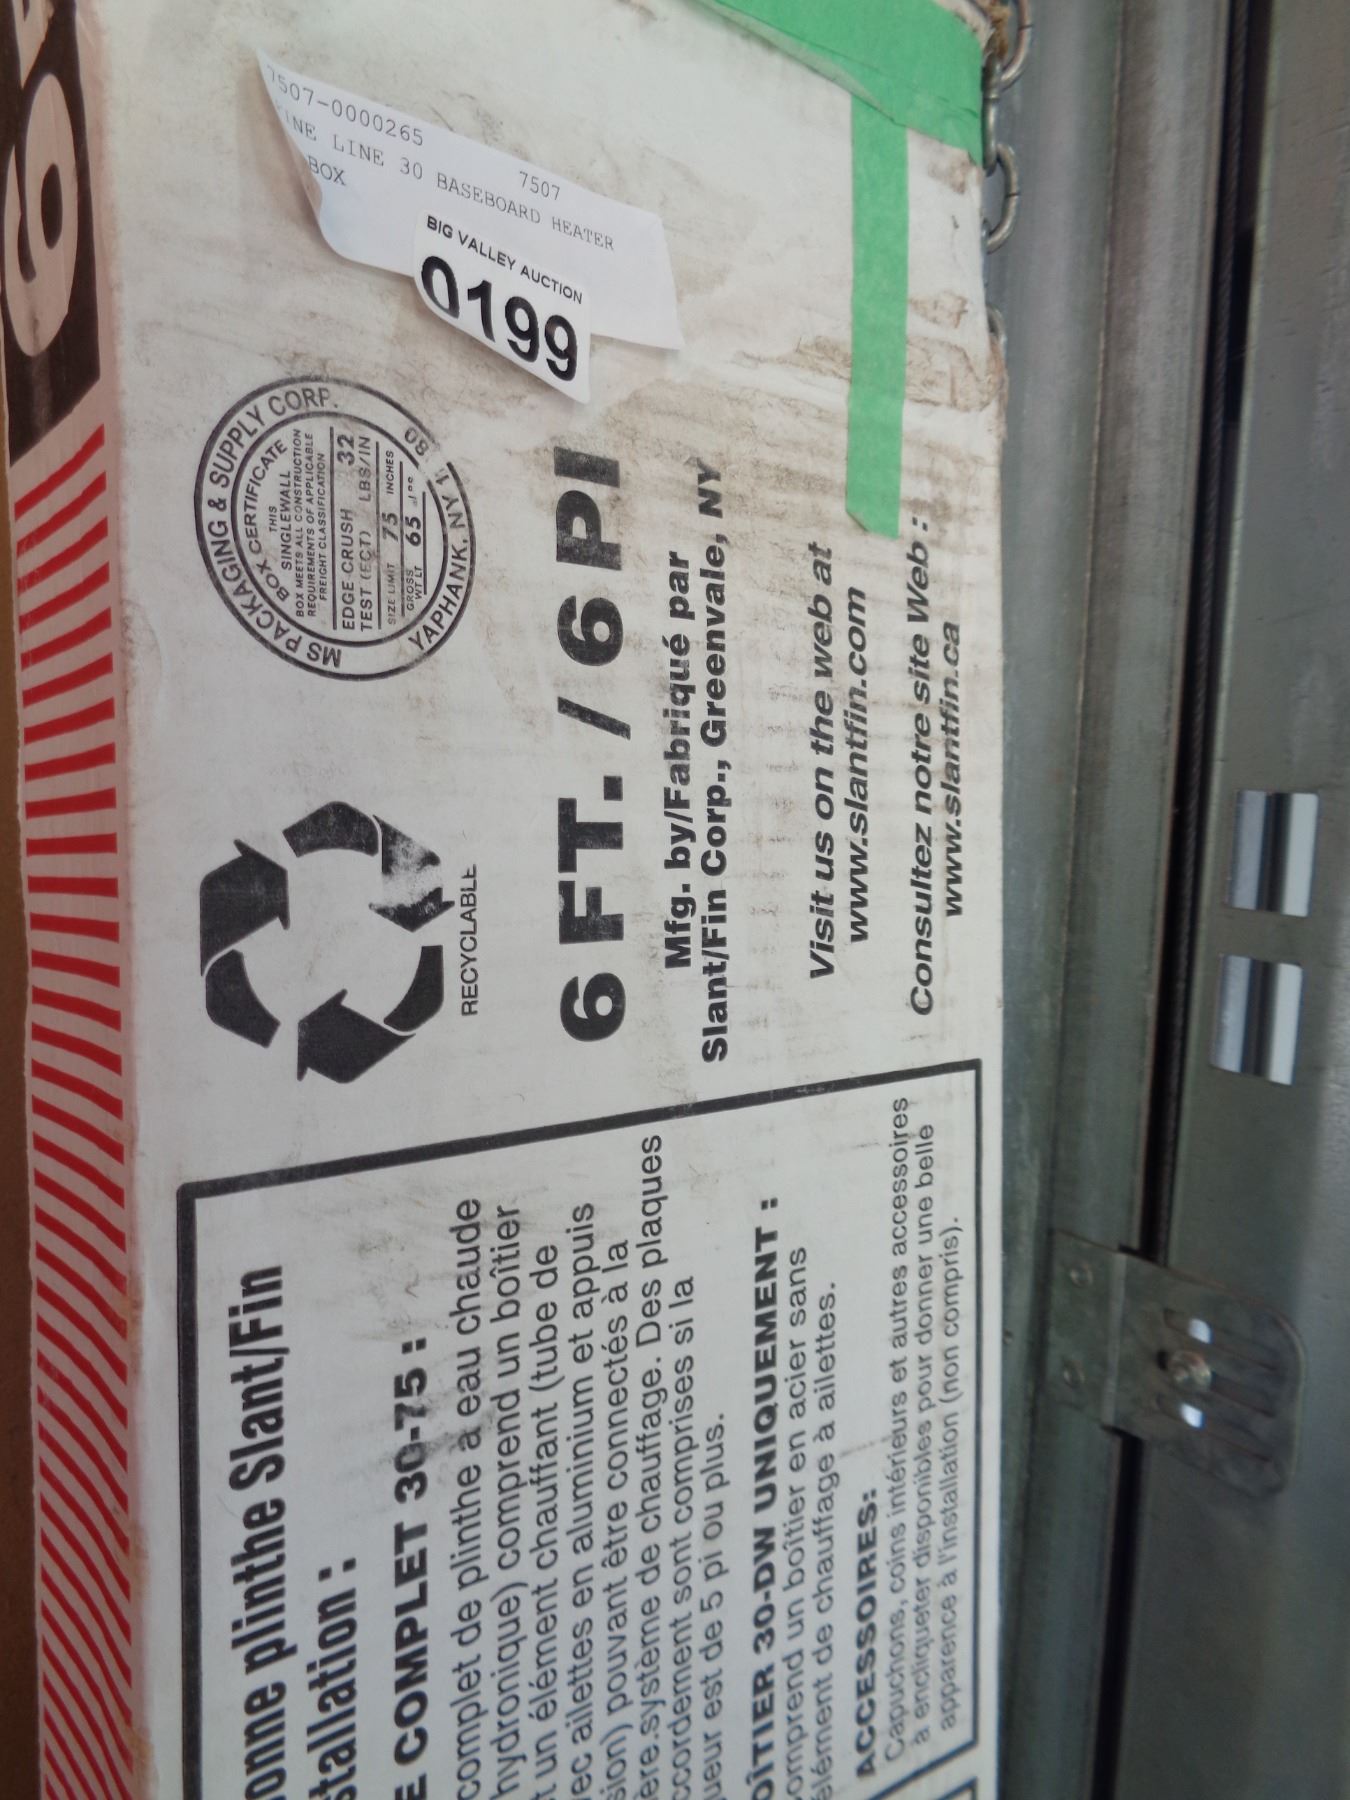 6
7507-0000265
7507
INE LINE 30 BASEBOARD HEATER
BOX
BIG VALLEY AUCTION
0199
MS PACKAGING & SUPPLY CORP.
BOX CERTIFICATE
THIS
SINGLEWALL
BOX MEETS ALL CONSTRUCTION
REQUIREMENTS OF APPLICABLE
FREIGHT CLASSIFICATION
EDGE CRUSH 32
TEST (ECT) LBS/IN
SIZE LIMIT 75 INCHES
GROSS
WT LT 65
YAPHANK, NY
RECYCLABLE
6 FT. / 6 PI
Mfg. by/Fabriqué par
Slant/Fin Corp., Greenvale, NY
Visit us on the web at
www.slantfin.com
Consultez notre site Web :
www.slantfin.ca
onne plinthe Slant/Fin
stallation :
E COMPLET 30-75 :
complet de plinthe à eau chaude
hydronique) comprend un boîtier
t un élément chauffant (tube de
vec ailettes en aluminium et appuis
sion) pouvant être connectés à la
ère.système de chauffage. Des plaques
ccordement sont comprises si la
ueur est de 5 pi ou plus.
OÎTIER 30-DW UNIQUEMENT :
omprend un boîtier en acier sans
élément de chauffage à ailettes.
ACCESSOIRES:
Capuchons, coins intérieurs et autres accessoires
à encliqueter disponibles pour donner une belle
apparence à l'installation (non compris).